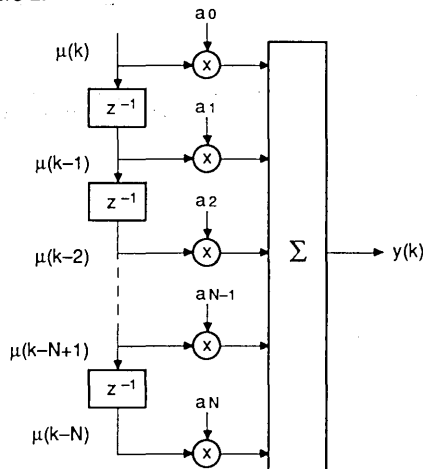 a0
μ(k)
x
z⁻¹
a1
μ(k–1)
x
z⁻¹
a2
μ(k–2)
x
Σ
y(k)
aN–1
μ(k–N+1)
x
z⁻¹
aN
μ(k–N)
x